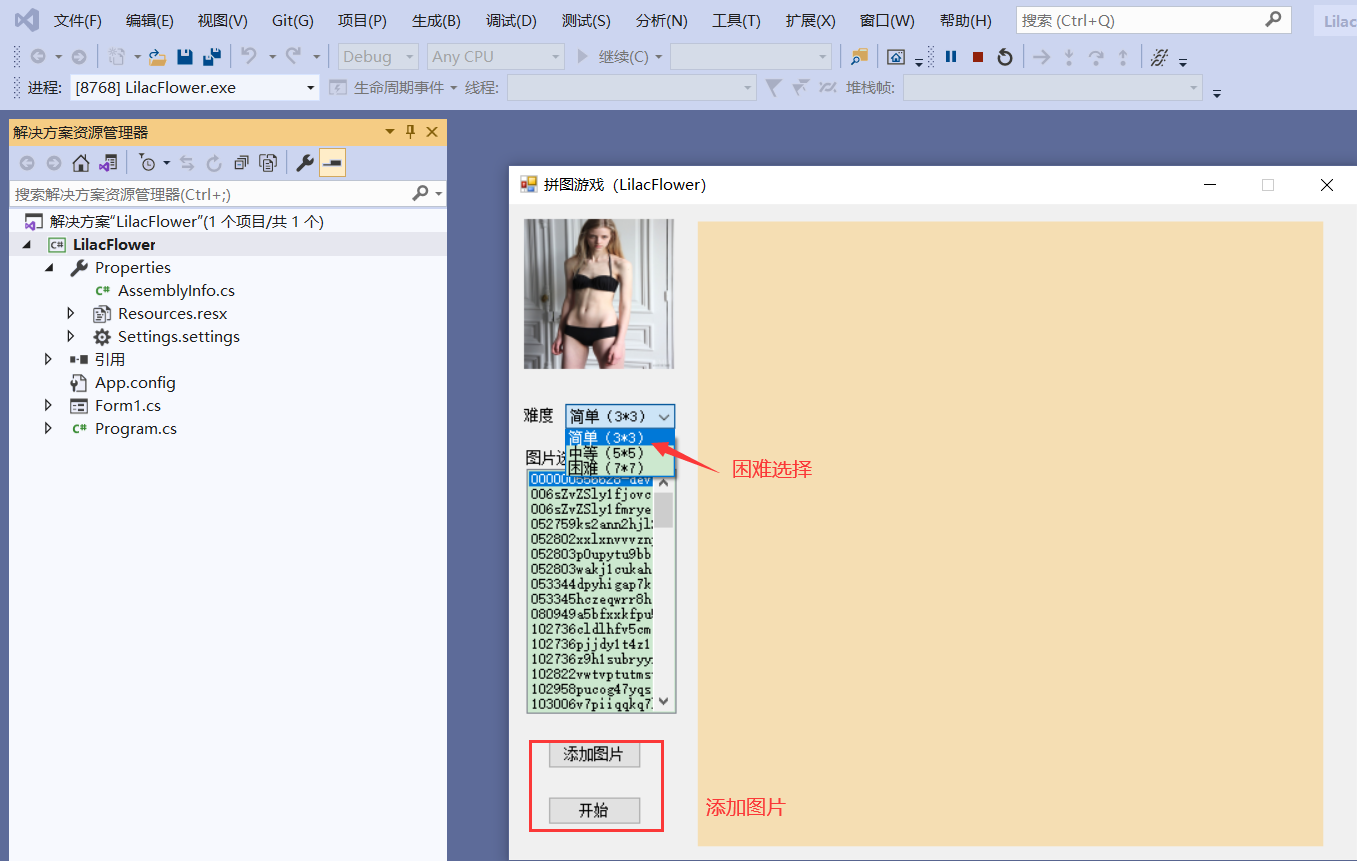 文件(F) 编辑(E) 视图(V) Git(G) 项目(P) 生成(B) 调试(D) 测试(S) 分析(N) 工具(T) 扩展(X) 窗口(W) 帮助(H) 搜索 (Ctrl+Q) Lilac
Debug Any CPU 继续(C)
进程: [8768] LilacFlower.exe 生命周期事件 线程: 堆栈帧:
解决方案资源管理器
搜索解决方案资源管理器(Ctrl+;)
解决方案"LilacFlower"(1 个项目/共 1 个)
LilacFlower
Properties
AssemblyInfo.cs
Resources.resx
Settings.settings
引用
App.config
Form1.cs
Program.cs
拼图游戏（LilacFlower）
难度 简单（3*3）
简单（3*3）
中等（5*5）
困难（7*7）
困难选择
图片
006sZvZSly1fjovc
006sZvZSly1fmrye
052759ks2ann2hjl
052802xxlxnvvvzn
052803p0upytu9bb
052803wakj1cukah
053344dpyhigap7k
053345hczeqwrr8h
080949a5bfxxkfpu
102736cldlhfv5cm
102736pjjdy1t4z1
102736z9h1subryy
102822vwtvptutms
102958pucog47yqs
103006v7piiqqkq7
添加图片
开始
添加图片